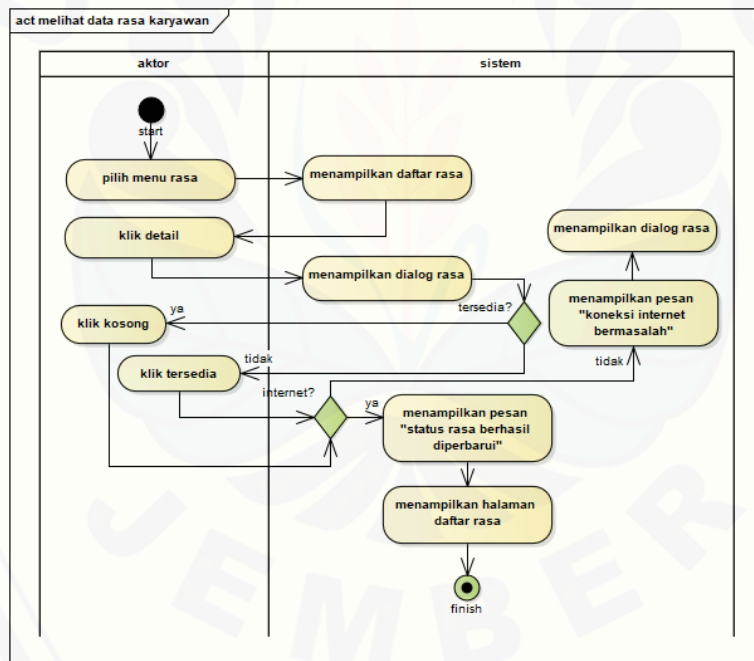 act melihat data rasa karyawan
aktor
sistem
start
pilih menu rasa
menampilkan daftar rasa
klik detail
menampilkan dialog rasa
menampilkan dialog rasa
tersedia?
menampilkan pesan
"koneksi internet
bermasalah"
ya
klik kosong
tidak
tidak
klik tersedia
internet?
ya
menampilkan pesan
"status rasa berhasil
diperbarui"
menampilkan halaman
daftar rasa
finish
JEMBER